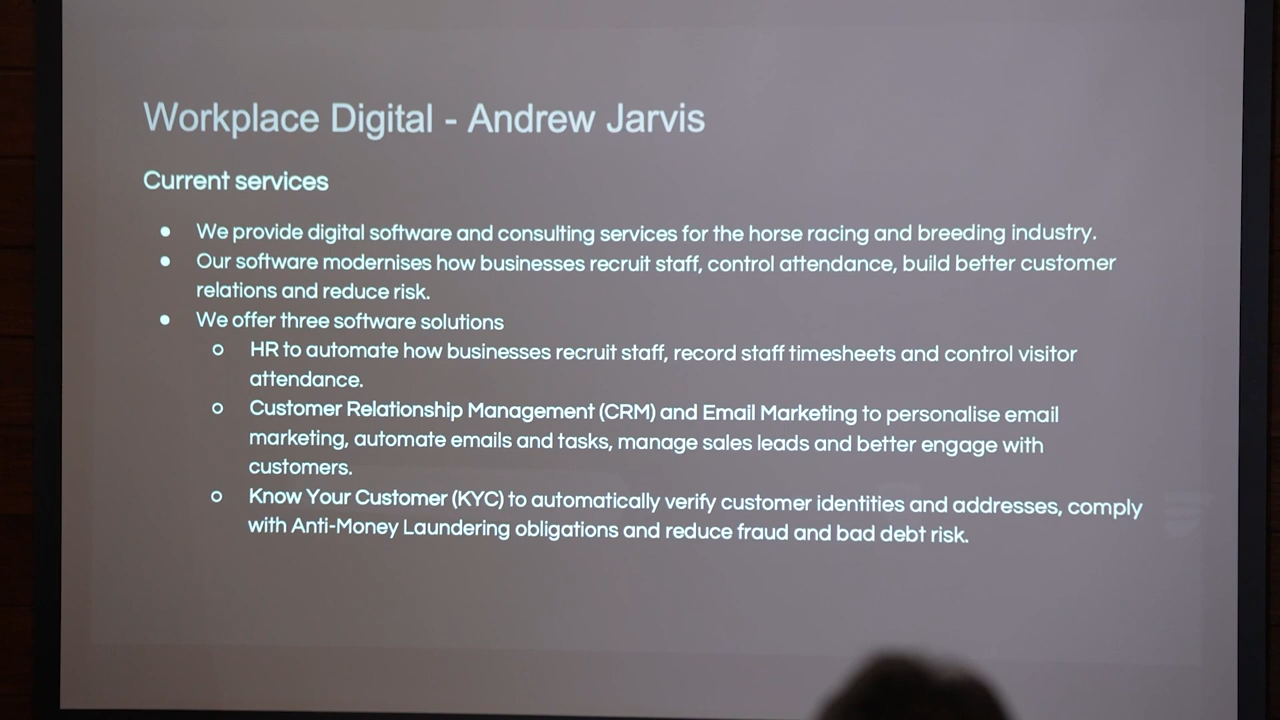 Workplace Digital - Andrew Jarvis
Current services
● We provide digital software and consulting services for the horse racing and breeding industry.
● Our software modernises how businesses recruit staff, control attendance, build better customer
relations and reduce risk.
● We offer three software solutions
○ HR to automate how businesses recruit staff, record staff timesheets and control visitor
attendance.
○ Customer Relationship Management (CRM) and Email Marketing to personalise email
marketing, automate emails and tasks, manage sales leads and better engage with
customers.
○ Know Your Customer (KYC) to automatically verify customer identities and addresses, comply
with Anti-Money Laundering obligations and reduce fraud and bad debt risk.